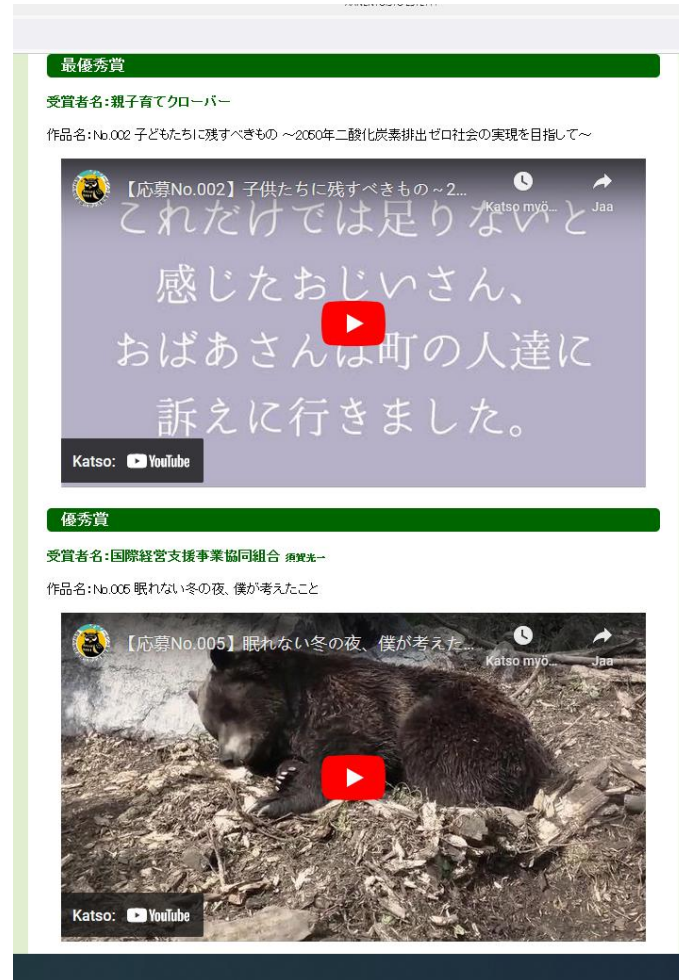 最優秀賞
受賞者名:親子育てクローバー
作品名:No.002 子どもたちに残すべきもの ～2050年二酸化炭素排出ゼロ社会の実現を目指して～
【応募No.002】子供たちに残すべきもの～2...
Katso myö...
Jaa
これだけでは足りないと
感じたおじいさん、
おばあさんは町の人達に
訴えに行きました。
Katso: YouTube
優秀賞
受賞者名:国際経営支援事業協同組合 須賀光一
作品名:No.005 眠れない冬の夜、僕が考えたこと
【応募No.005】眠れない冬の夜、僕が考えた...
Katso myö...
Jaa
Katso: YouTube